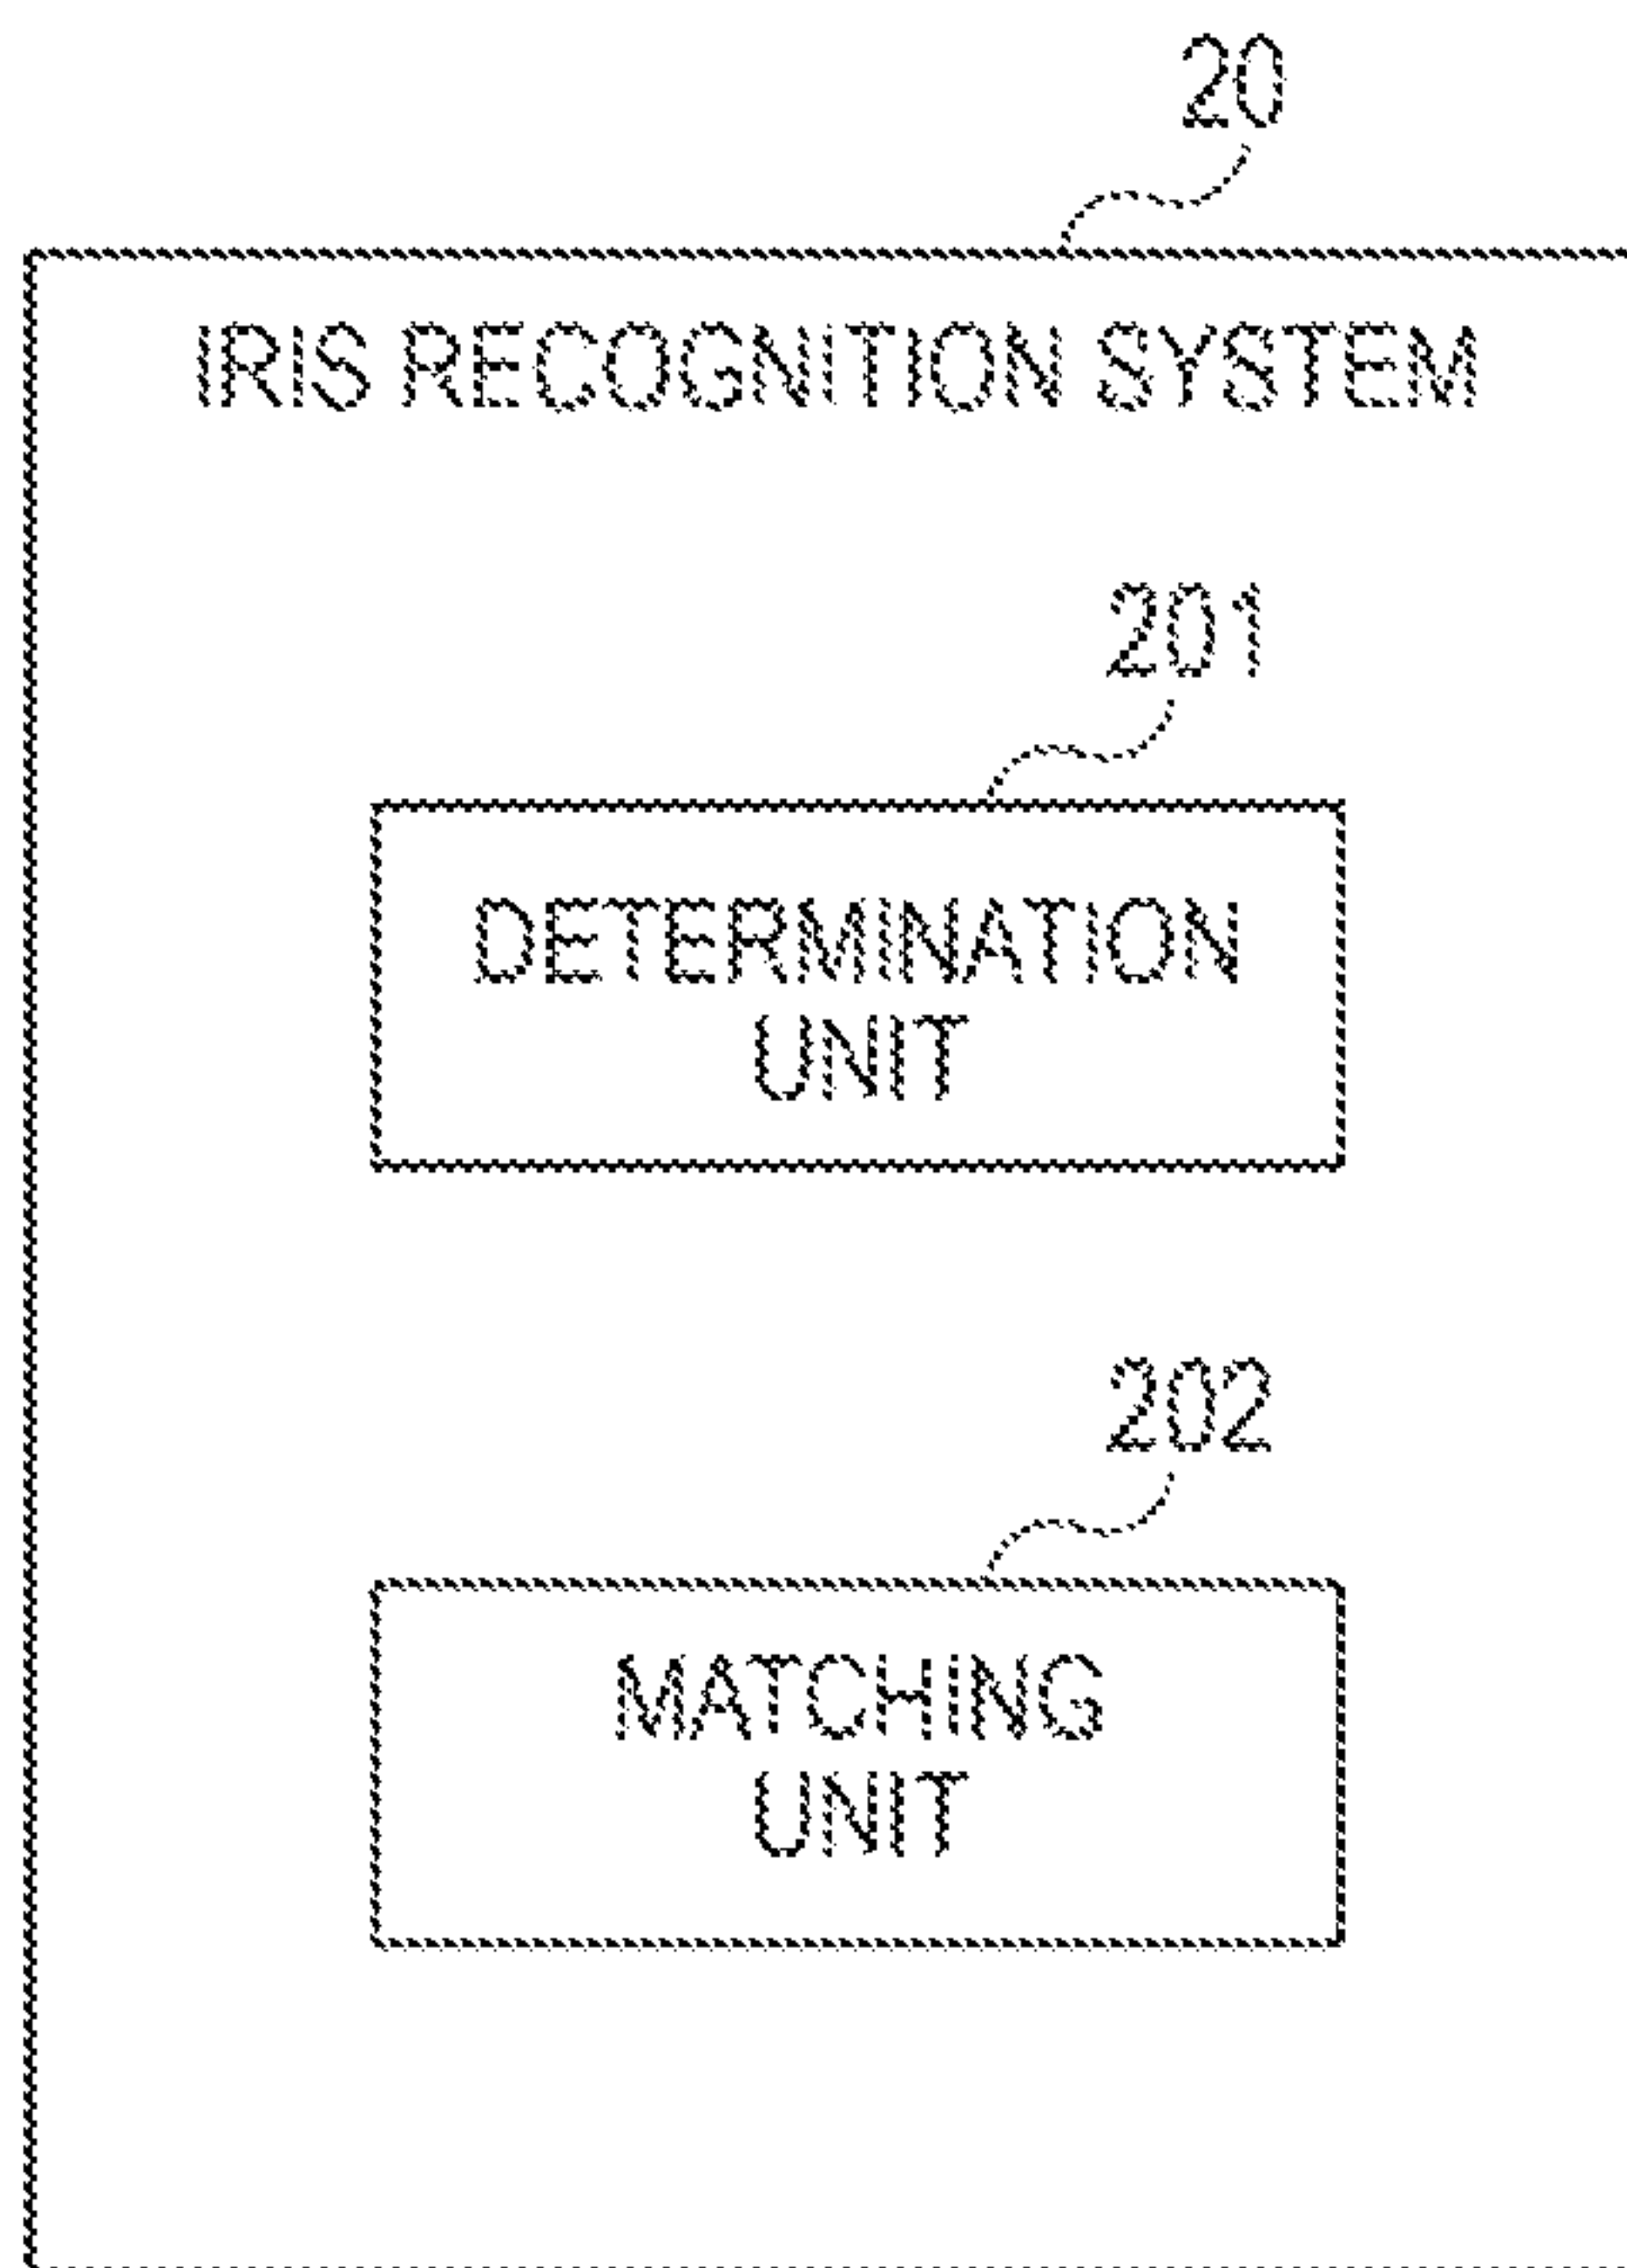 20
IRIS RECOGNITION SYSTEM
201
DETERMINATION
UNIT
202
MATCHING
UNIT